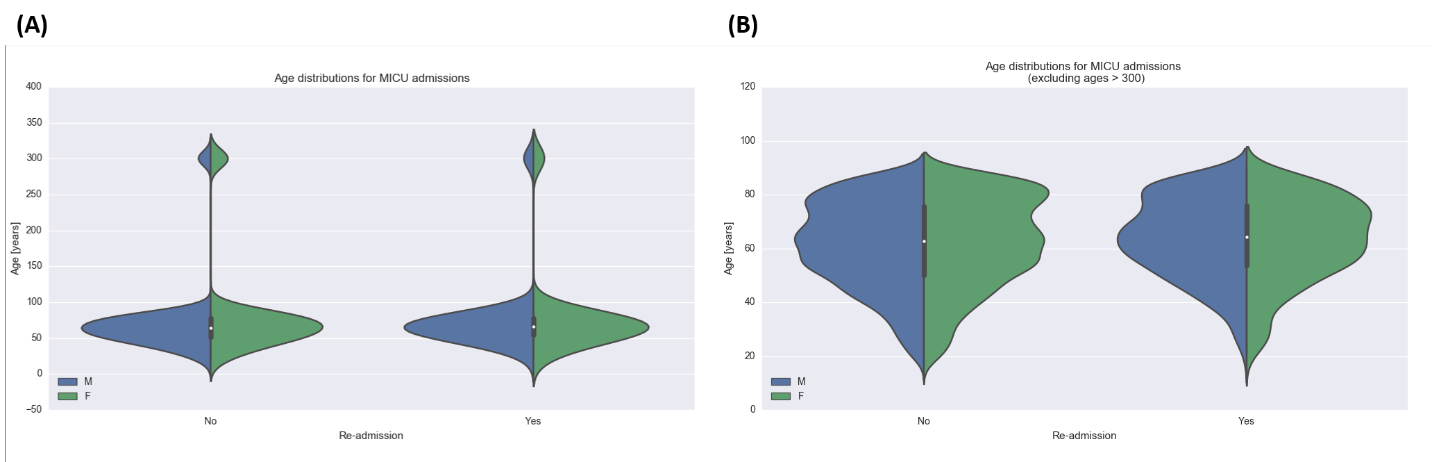 (A)
Age distributions for MICU admissions
400
350
300
250
200
150
100
50
0
−50
Age [years]
M
F
No
Yes
Re-admission
(B)
Age distributions for MICU admissions
(excluding ages > 300)
120
100
80
60
40
20
0
Age [years]
M
F
No
Yes
Re-admission